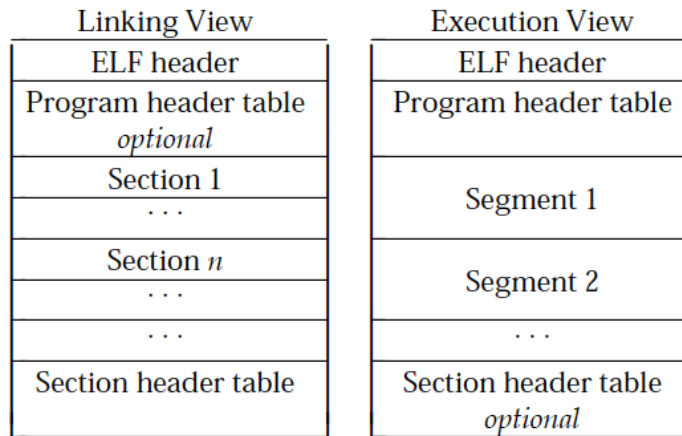 Linking View
ELF header
Program header table
optional
Section 1
. . .
Section n
. . .
. . .
Section header table
Execution View
ELF header
Program header table
Segment 1
Segment 2
. . .
Section header table
optional